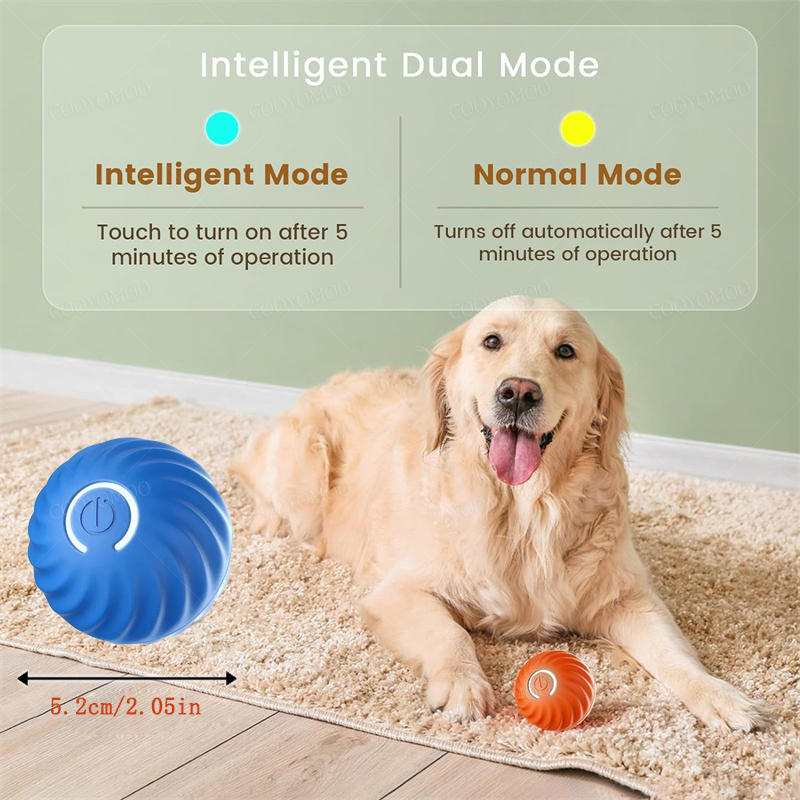 Intelligent Dual Mode
Intelligent Mode
Touch to turn on after 5
minutes of operation
Normal Mode
Turns off automatically after 5
minutes of operation
5.2cm/2.05in
COOYOMOO